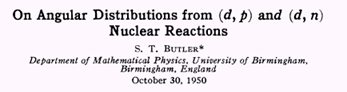 On Angular Distributions from (d, p) and (d, n)
Nuclear Reactions
S. T. BUTLER*
Department of Mathematical Physics, University of Birmingham,
Birmingham, England
October 30, 1950